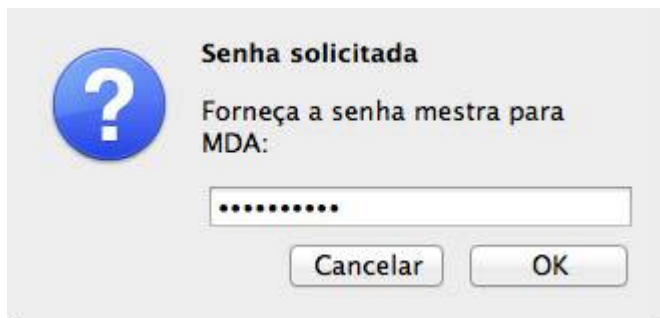 Senha solicitada
Forneça a senha mestra para
MDA:
••••••••••
Cancelar
OK